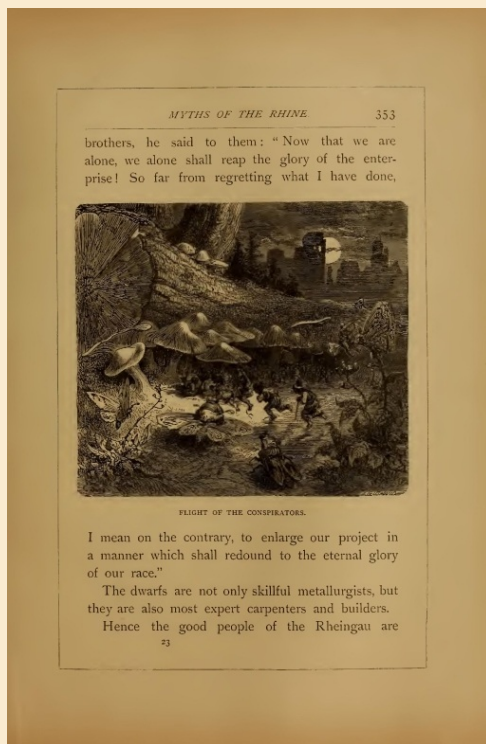 MYTHS OF THE RHINE 353
brothers, he said to them: “Now that we are
alone, we alone shall reap the glory of the enter-
prise! So far from regretting what I have done,
FLIGHT OF THE CONSPIRATORS.
I mean on the contrary, to enlarge our project in
a manner which shall redound to the eternal glory
of our race.”
The dwarfs are not only skillful metallurgists, but
they are also most expert carpenters and builders.
Hence the good people of the Rheingau are
23